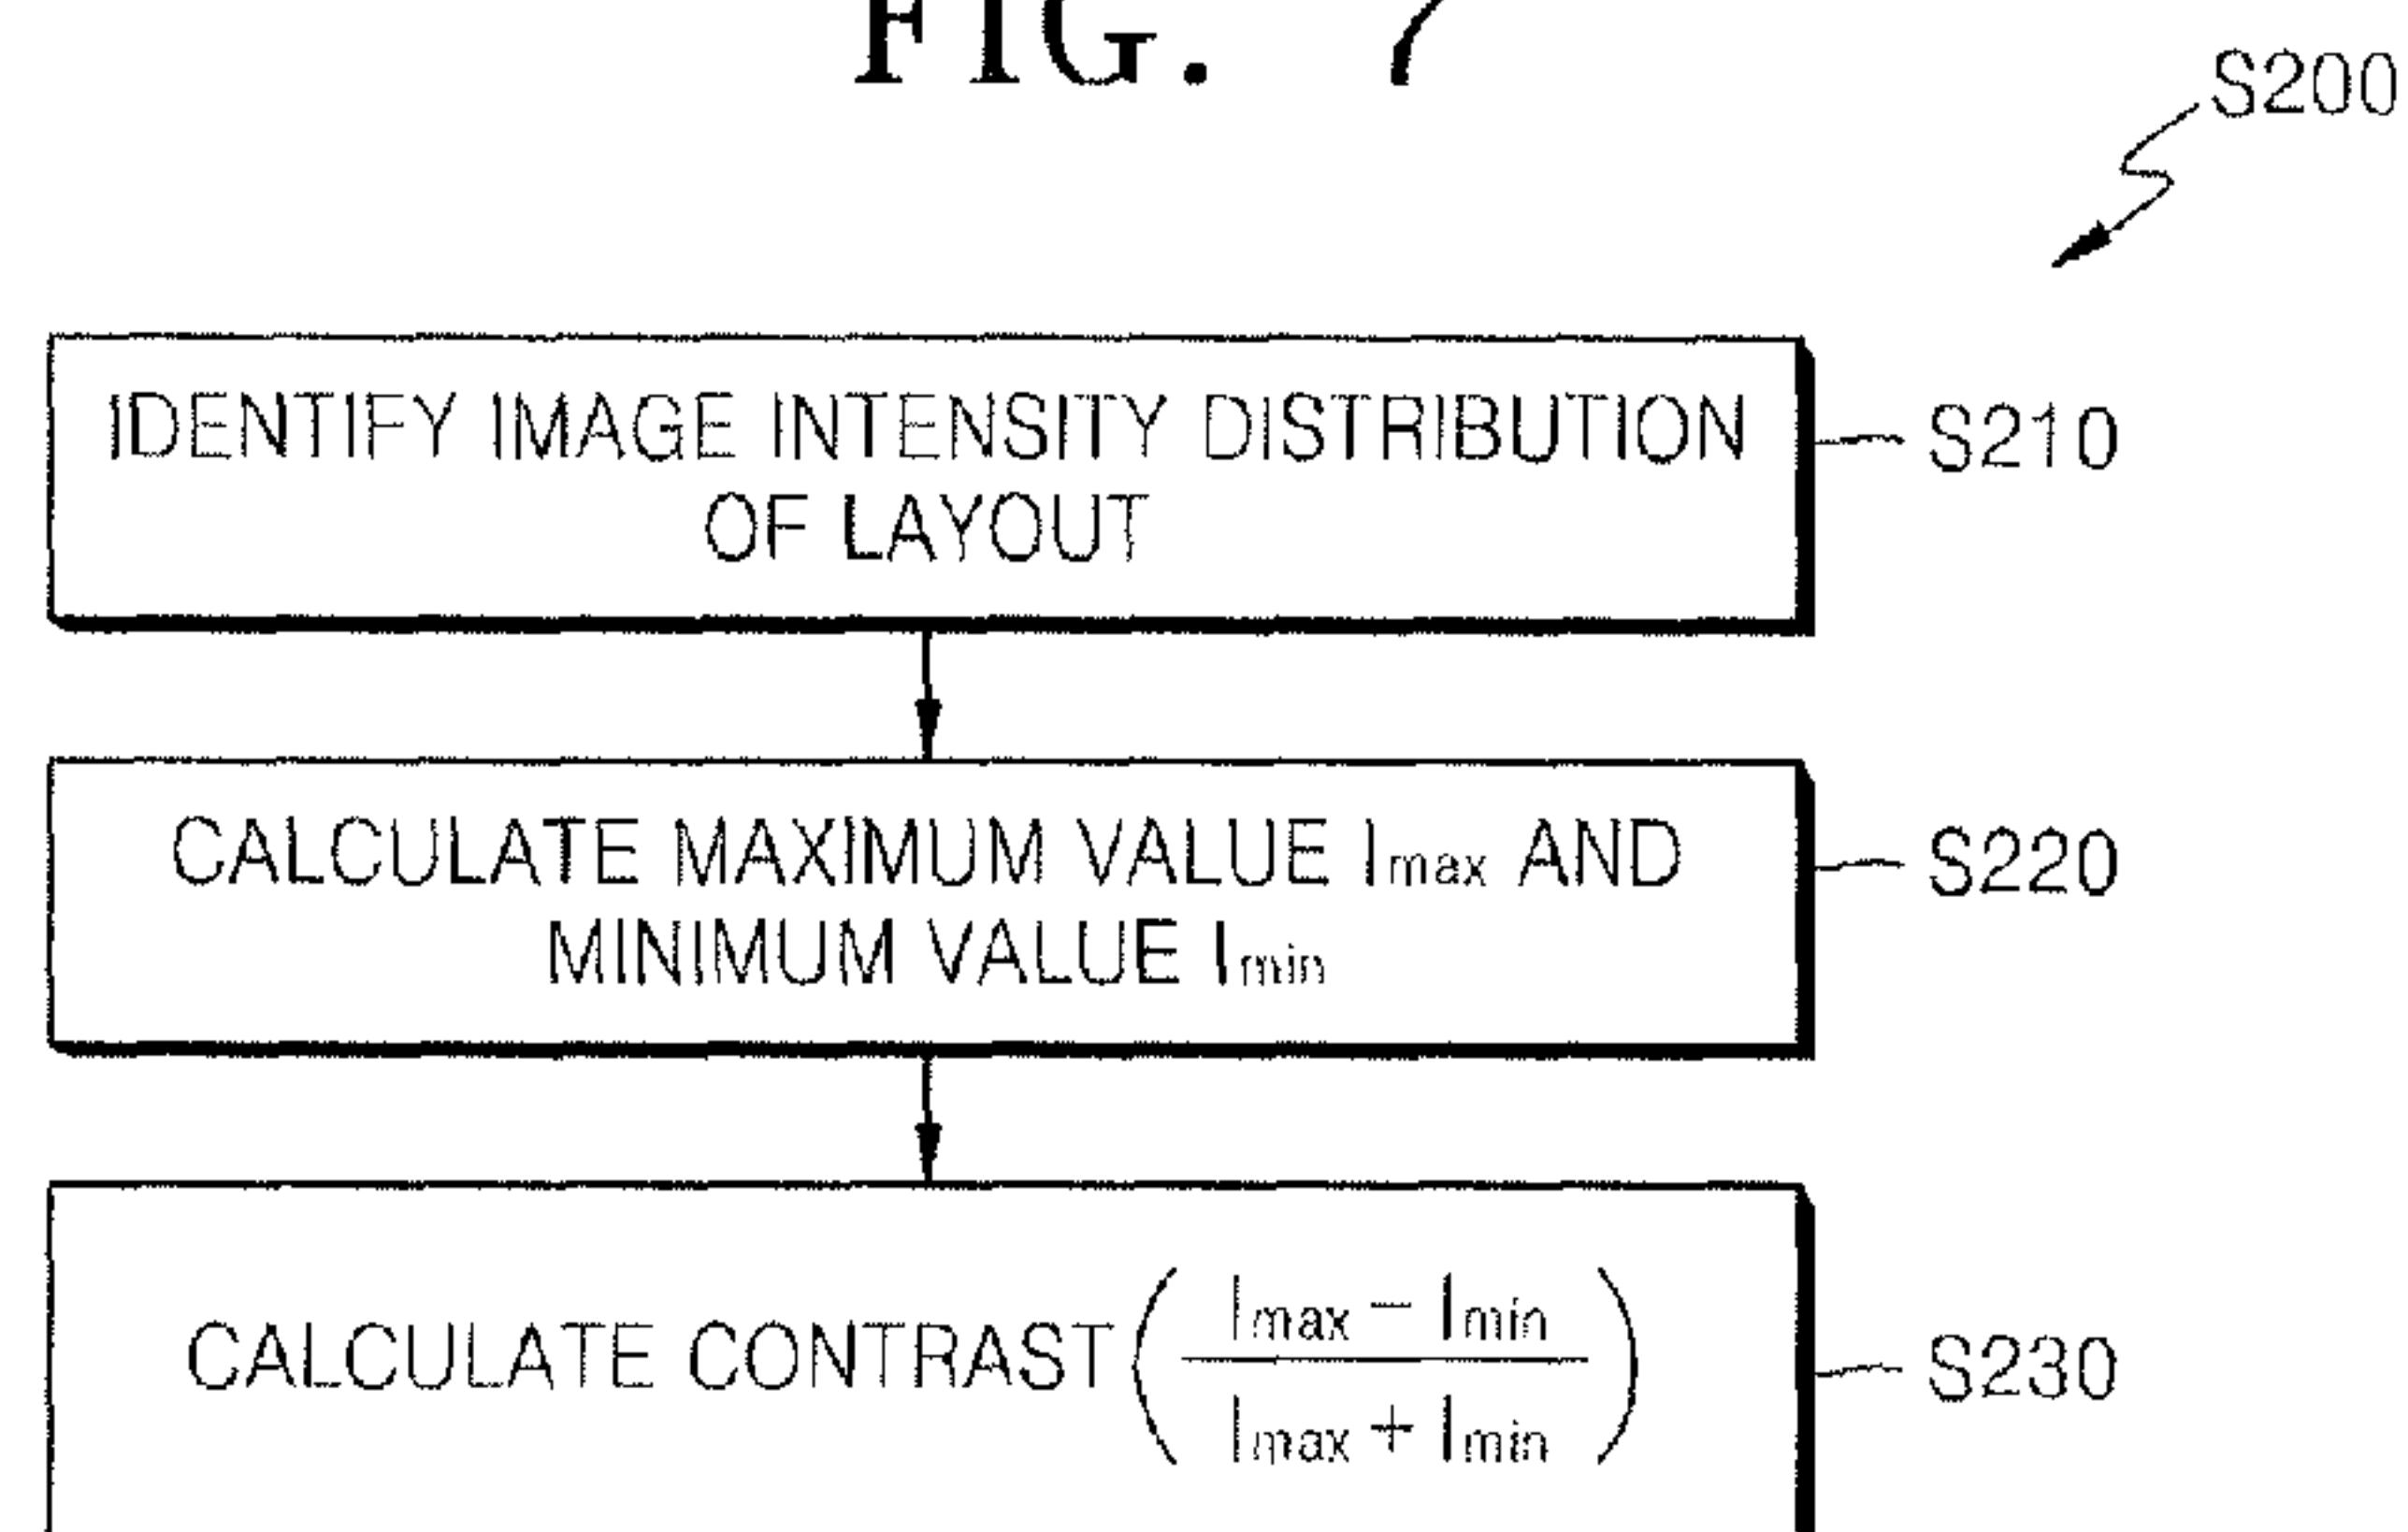 FIG. 7
S200
IDENTIFY IMAGE INTENSITY DISTRIBUTION
OF LAYOUT
S210
CALCULATE MAXIMUM VALUE Imax AND
MINIMUM VALUE Imin
S220
CALCULATE CONTRAST ( Imax − Imin / Imax + Imin )
S230